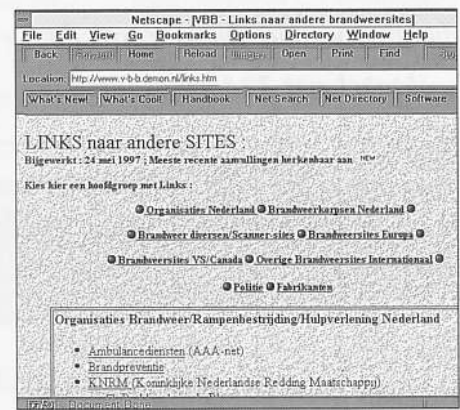 Netscape - [VBB - Links naar andere brandweersites]
File Edit View Go Bookmarks Options Directory Window Help
Back Forward Home Reload Images Open Print Find Stop
Location: http://www.v-b-b.demon.nl/links.htm
What's New! What's Cool! Handbook Net Search Net Directory Software
LINKS naar andere SITES :
Bijgewerkt : 24 mei 1997 ; Meeste recente aanvullingen herkenbaar aan NEW
Kies hier een hoofdgroep met Links :
Organisaties Nederland Brandweerkorpsen Nederland
Brandweer diversen/Scanner-sites Brandweersites Europa
Brandweersites VS/Canada Overige Brandweersites Internationaal
Politie Fabrikanten
Organisaties Brandweer/Rampenbestrijding/Hulpverlening Nederland
Ambulancediensten (AAA-net)
Brandpreventie
KNRM (Koninklijke Nederlandse Redding Maatschappij)
Document Done